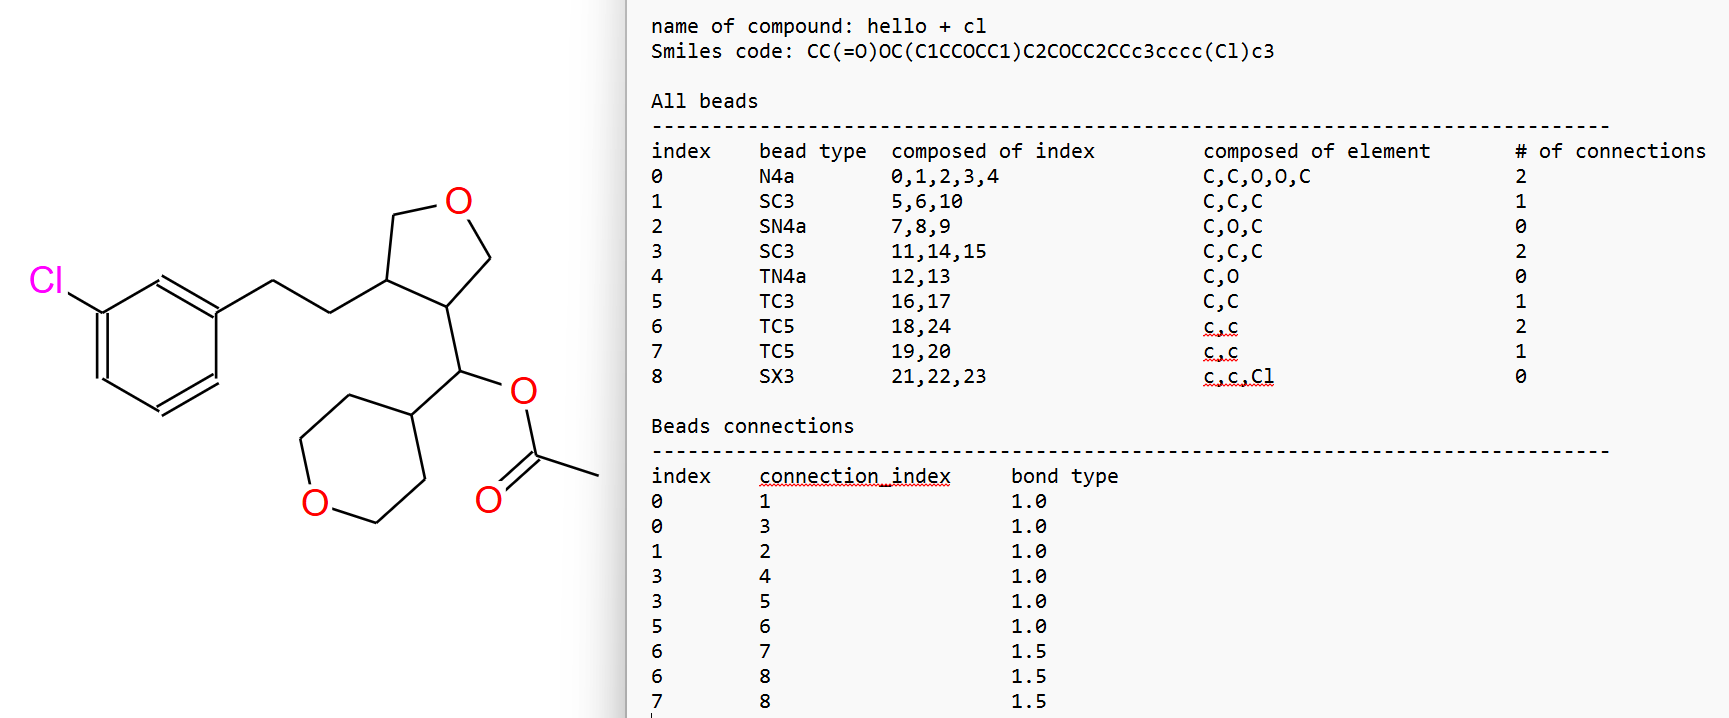 Cl
O
O
O
O
name of compound: hello + cl
Smiles code: CC(=O)OC(C1CCOCC1)C2COCC2CCc3cccc(Cl)c3
All beads
--------------------------------------------------------------------------------
index bead type composed of index composed of element # of connections
0 N4a 0,1,2,3,4 C,C,O,O,C 2
1 SC3 5,6,10 C,C,C 1
2 SN4a 7,8,9 C,O,C 0
3 SC3 11,14,15 C,C,C 2
4 TN4a 12,13 C,O 0
5 TC3 16,17 C,C 1
6 TC5 18,24 c,c 2
7 TC5 19,20 c,c 1
8 SX3 21,22,23 c,c,Cl 0
Beads connections
--------------------------------------------------------------------------------
index connection_index bond type
0 1 1.0
0 3 1.0
1 2 1.0
3 4 1.0
3 5 1.0
5 6 1.0
6 7 1.5
6 8 1.5
7 8 1.5